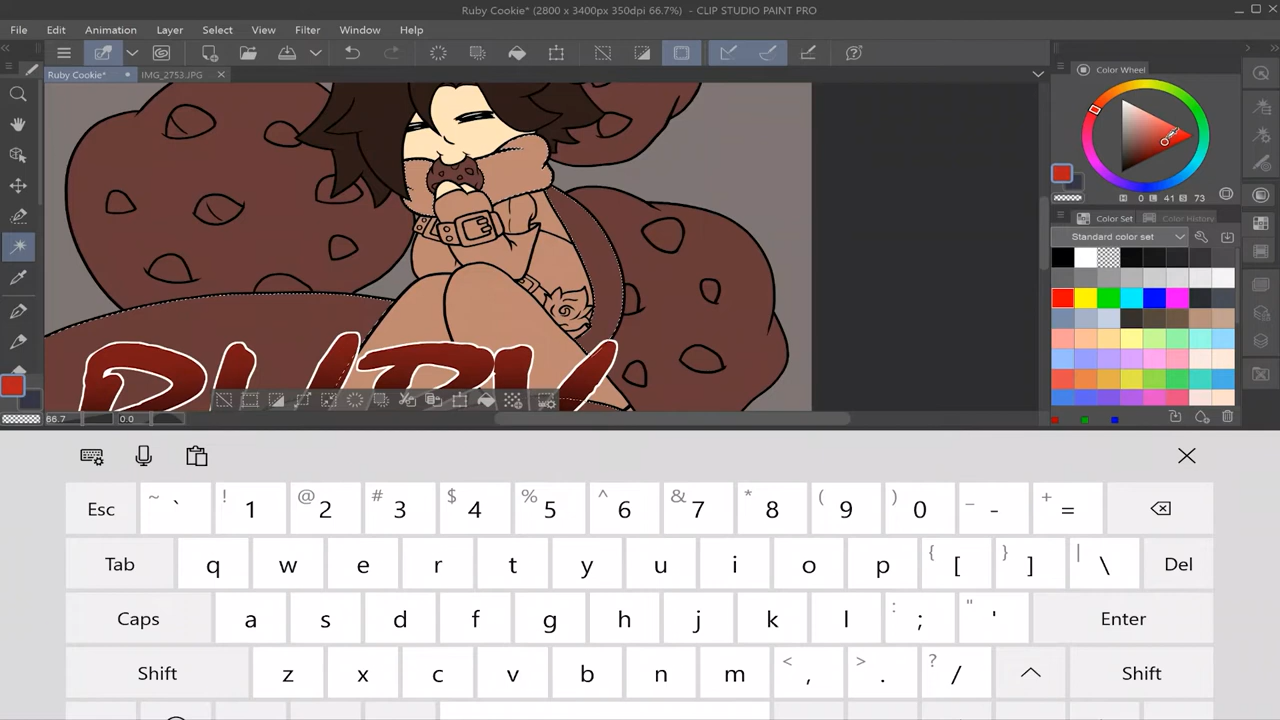 Ruby Cookie* (2800 x 3400px 350dpi 66.7%) - CLIP STUDIO PAINT PRO
File Edit Animation Layer Select View Filter Window Help
Ruby Cookie* IMG_2753.JPG
Color Wheel
H 0 L 41 S 73
Color Set Color History
Standard color set
RUBY
66.7 0.0
Esc ~ ` ! 1 @ 2 # 3 $ 4 % 5 ^ 6 & 7 * 8 ( 9 ) 0 _ - + =
Tab q w e r t y u i o p { [ } ] | \ Del
Caps a s d f g h j k l : ; " ' Enter
Shift z x c v b n m < , > . ? / Shift